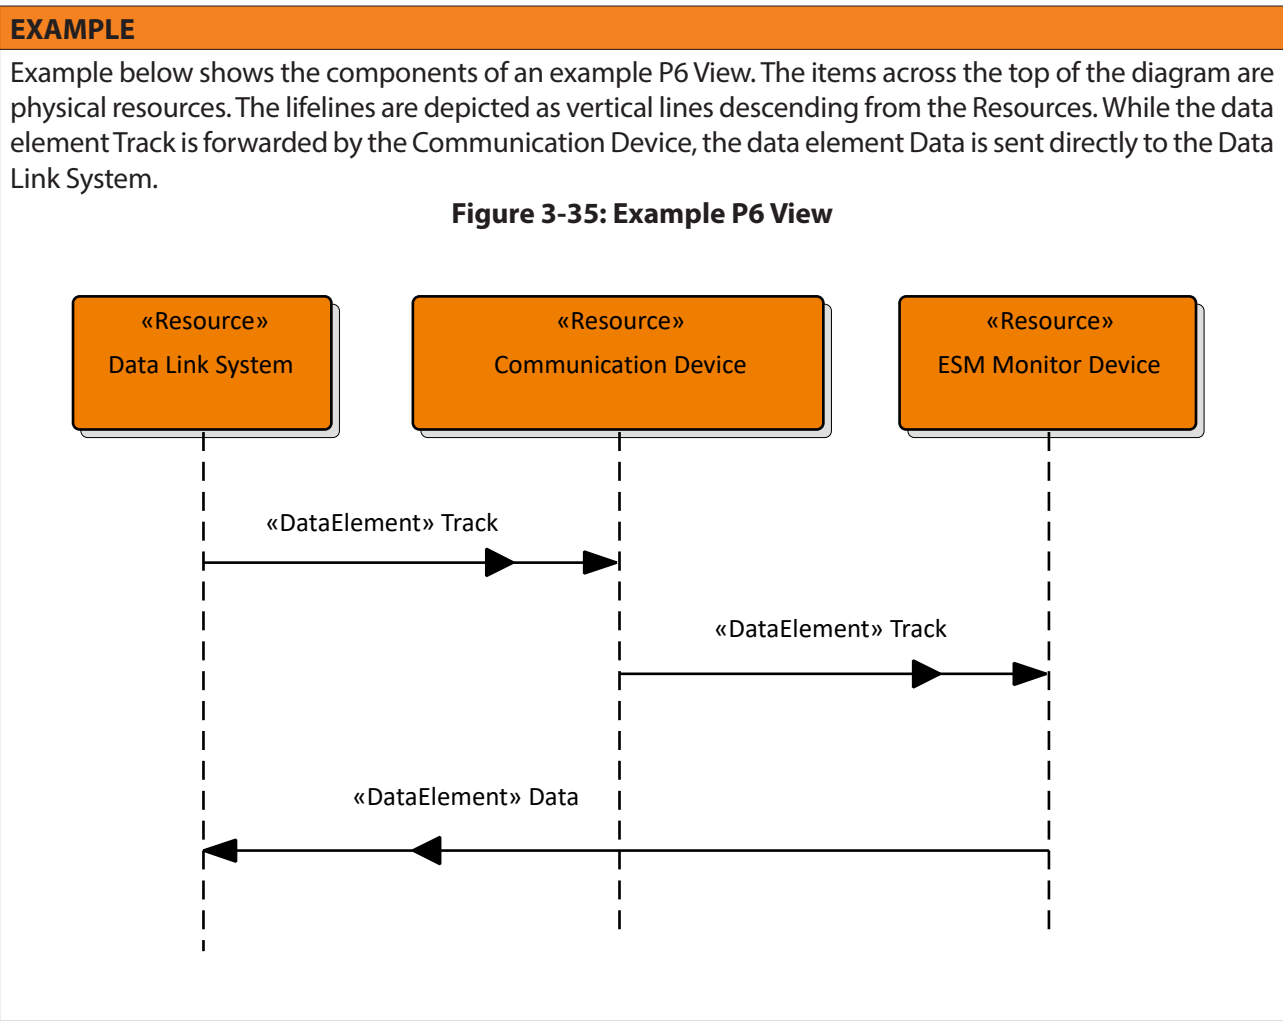 EXAMPLE
Example below shows the components of an example P6 View. The items across the top of the diagram are
physical resources. The lifelines are depicted as vertical lines descending from the Resources. While the data
element Track is forwarded by the Communication Device, the data element Data is sent directly to the Data
Link System.
Figure 3-35: Example P6 View
«Resource»
Data Link System
«Resource»
Communication Device
«Resource»
ESM Monitor Device
«DataElement» Track
«DataElement» Track
«DataElement» Data